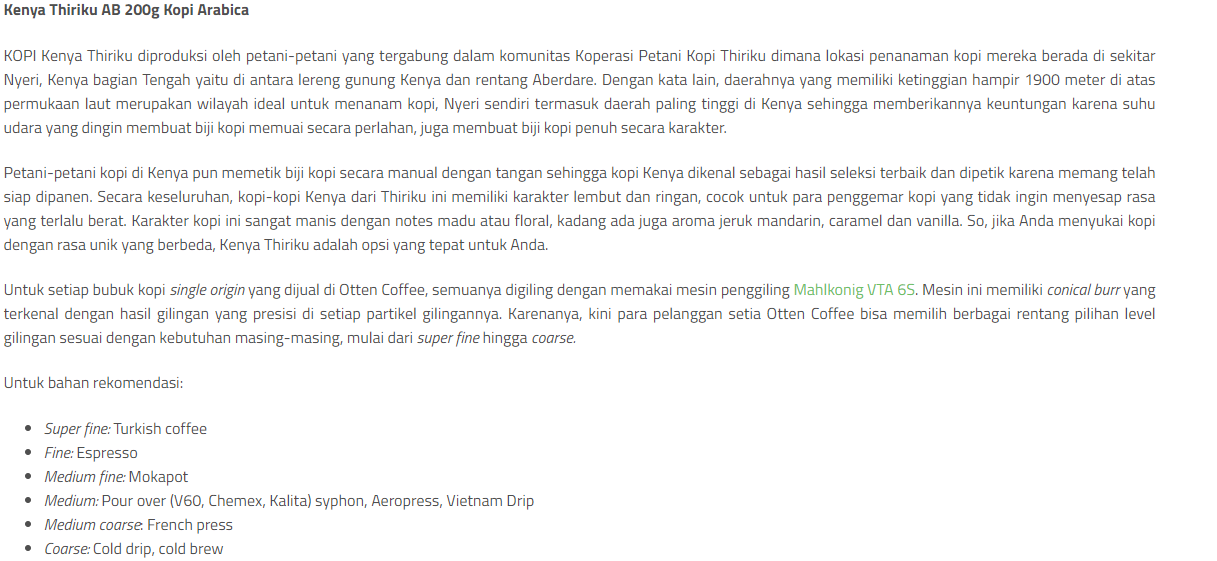 Kenya Thiriku AB 200g Kopi Arabica
KOPI Kenya Thiriku diproduksi oleh petani-petani yang tergabung dalam komunitas Koperasi Petani Kopi Thiriku dimana lokasi penanaman kopi mereka berada di sekitar
Nyeri, Kenya bagian Tengah yaitu di antara lereng gunung Kenya dan rentang Aberdare. Dengan kata lain, daerahnya yang memiliki ketinggian hampir 1900 meter di atas
permukaan laut merupakan wilayah ideal untuk menanam kopi, Nyeri sendiri termasuk daerah paling tinggi di Kenya sehingga memberikannya keuntungan karena suhu
udara yang dingin membuat biji kopi memuai secara perlahan, juga membuat biji kopi penuh secara karakter.
Petani-petani kopi di Kenya pun memetik biji kopi secara manual dengan tangan sehingga kopi Kenya dikenal sebagai hasil seleksi terbaik dan dipetik karena memang telah
siap dipanen. Secara keseluruhan, kopi-kopi Kenya dari Thiriku ini memiliki karakter lembut dan ringan, cocok untuk para penggemar kopi yang tidak ingin menyesap rasa
yang terlalu berat. Karakter kopi ini sangat manis dengan notes madu atau floral, kadang ada juga aroma jeruk mandarin, caramel dan vanilla. So, jika Anda menyukai kopi
dengan rasa unik yang berbeda, Kenya Thiriku adalah opsi yang tepat untuk Anda.
Untuk setiap bubuk kopi single origin yang dijual di Otten Coffee, semuanya digiling dengan memakai mesin penggiling Mahlkonig VTA 6S. Mesin ini memiliki conical burr yang
terkenal dengan hasil gilingan yang presisi di setiap partikel gilingannya. Karenanya, kini para pelanggan setia Otten Coffee bisa memilih berbagai rentang pilihan level
gilingan sesuai dengan kebutuhan masing-masing, mulai dari super fine hingga coarse.
Untuk bahan rekomendasi:
• Super fine: Turkish coffee
• Fine: Espresso
• Medium fine: Mokapot
• Medium: Pour over (V60, Chemex, Kalita) syphon, Aeropress, Vietnam Drip
• Medium coarse: French press
• Coarse: Cold drip, cold brew